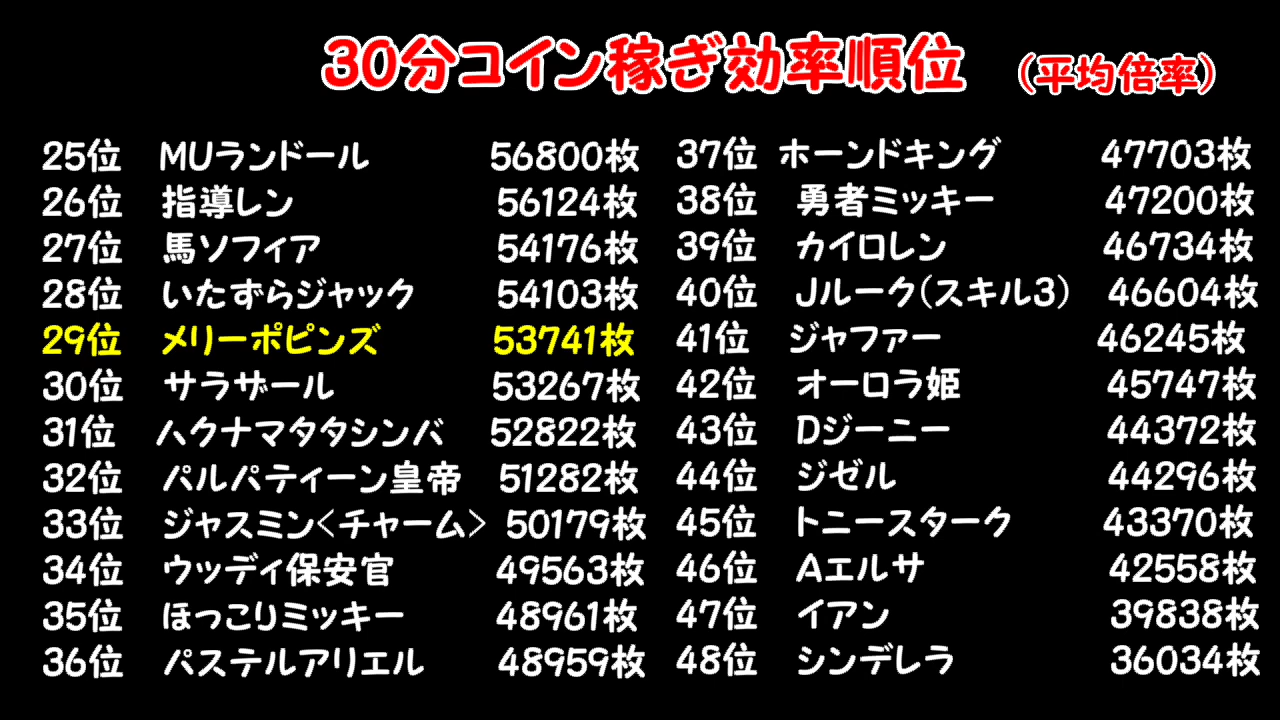 30分コイン稼ぎ効率順位 (平均倍率)
25位 MUランドール 56800枚
26位 指導レン 56124枚
27位 馬ソフィア 54176枚
28位 いたずらジャック 54103枚
29位 メリーポピンズ 53741枚
30位 サラザール 53267枚
31位 ハクナマタタシンバ 52822枚
32位 パルパティーン皇帝 51282枚
33位 ジャスミン<チャーム> 50179枚
34位 ウッディ保安官 49563枚
35位 ほっこりミッキー 48961枚
36位 パステルアリエル 48959枚
37位 ホーンドキング 47703枚
38位 勇者ミッキー 47200枚
39位 カイロレン 46734枚
40位 Jルーク(スキル3) 46604枚
41位 ジャファー 46245枚
42位 オーロラ姫 45747枚
43位 Dジーニー 44372枚
44位 ジゼル 44296枚
45位 トニースターク 43370枚
46位 Aエルサ 42558枚
47位 イアン 39838枚
48位 シンデレラ 36034枚